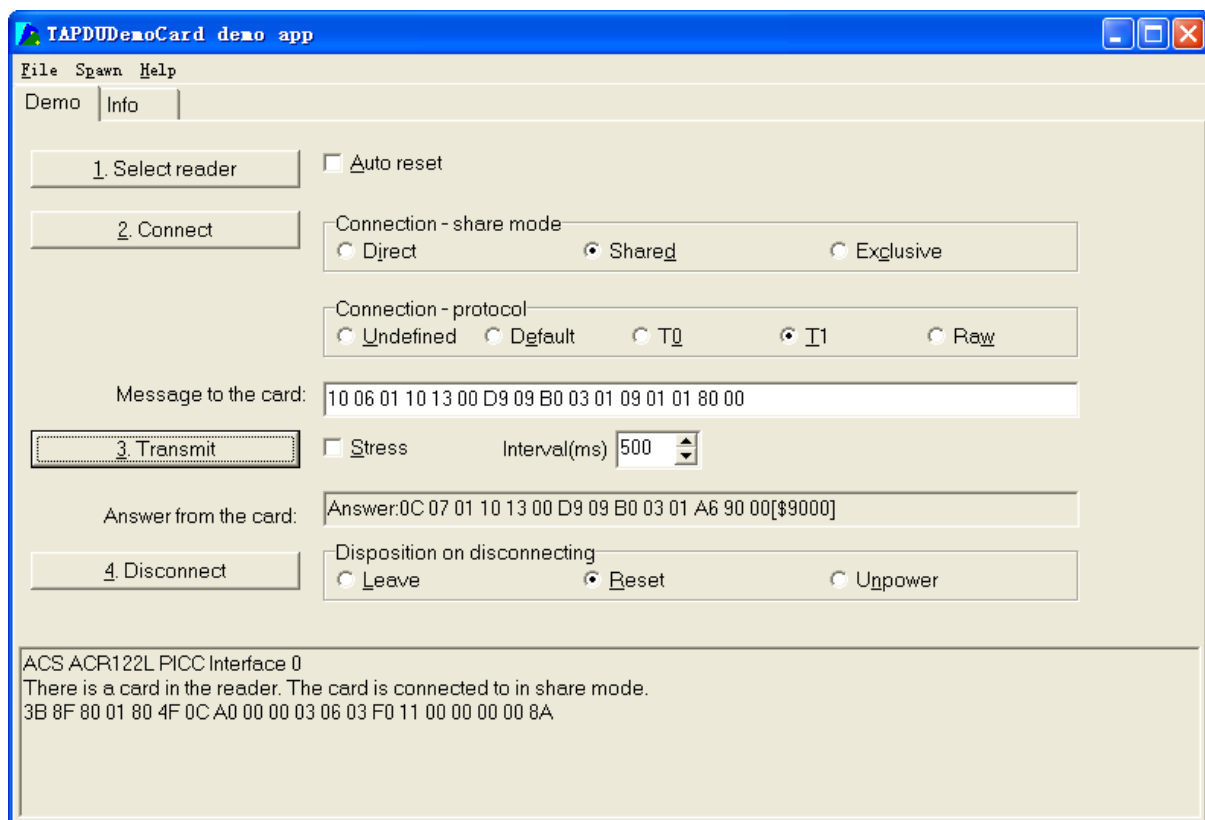 TAPDUDemoCard demo app
File Spawn Help
Demo Info
1. Select reader Auto reset
2. Connect Connection - share mode
Direct Shared Exclusive
Connection - protocol
Undefined Default T0 T1 Raw
Message to the card: 10 06 01 10 13 00 D9 09 B0 03 01 09 01 01 80 00
3. Transmit Stress Interval(ms) 500
Answer from the card: Answer:0C 07 01 10 13 00 D9 09 B0 03 01 A6 90 00[$9000]
4. Disconnect Disposition on disconnecting
Leave Reset Unpower
ACS ACR122L PICC Interface 0
There is a card in the reader. The card is connected to in share mode.
3B 8F 80 01 80 4F 0C A0 00 00 03 06 03 F0 11 00 00 00 00 8A